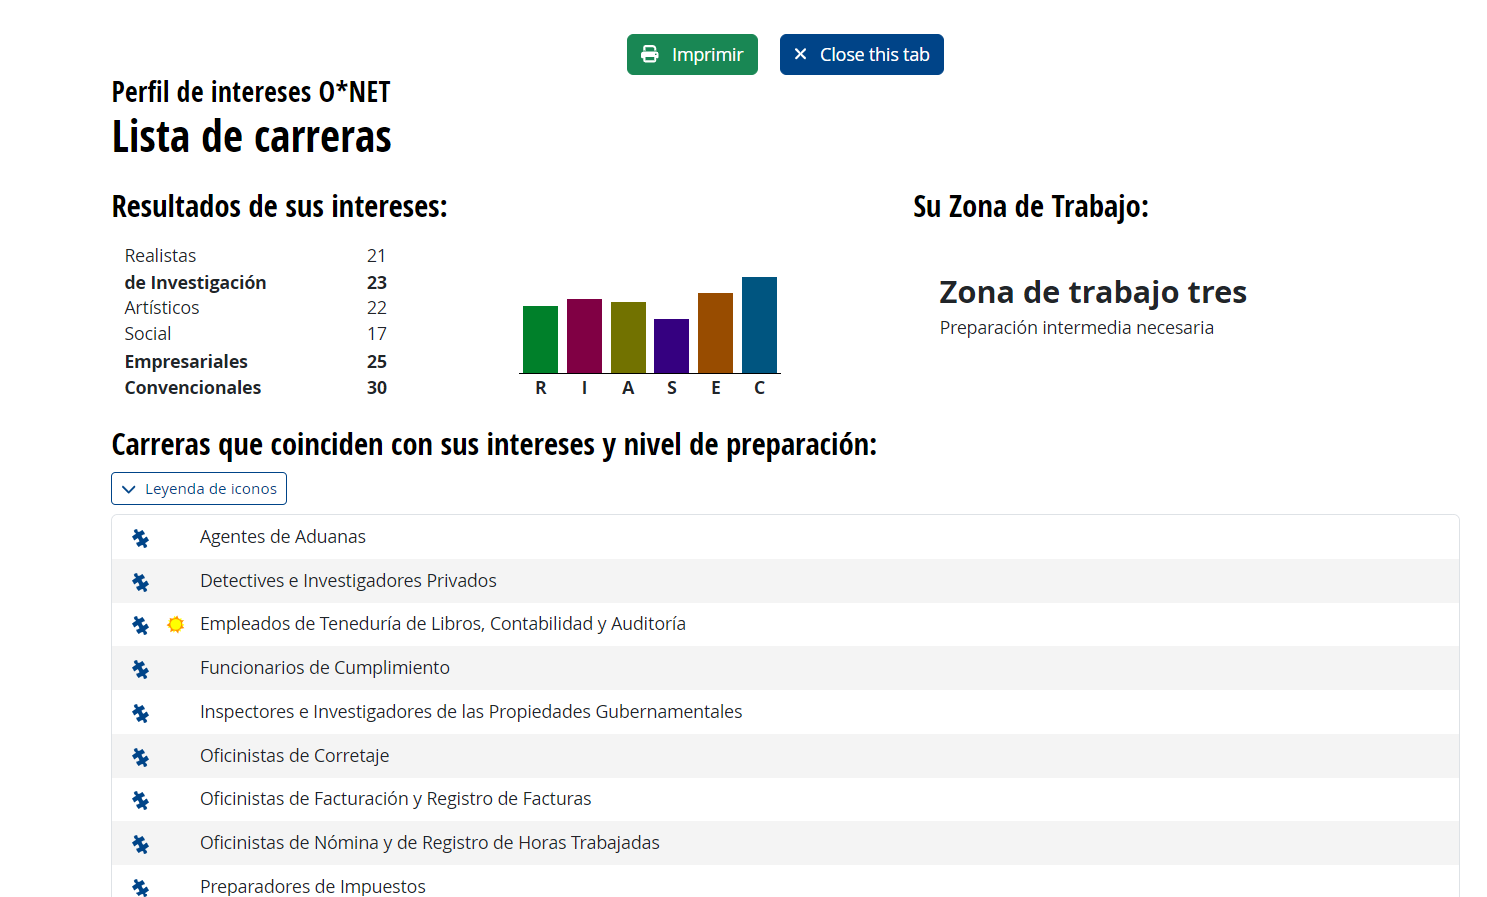 Imprimir
Close this tab
Perfil de intereses O*NET
Lista de carreras
Resultados de sus intereses:
Realistas 21
de Investigación 23
Artísticos 22
Social 17
Empresariales 25
Convencionales 30
R I A S E C
Su Zona de Trabajo:
Zona de trabajo tres
Preparación intermedia necesaria
Carreras que coinciden con sus intereses y nivel de preparación:
Leyenda de iconos
Agentes de Aduanas
Detectives e Investigadores Privados
Empleados de Teneduría de Libros, Contabilidad y Auditoría
Funcionarios de Cumplimiento
Inspectores e Investigadores de las Propiedades Gubernamentales
Oficinistas de Corretaje
Oficinistas de Facturación y Registro de Facturas
Oficinistas de Nómina y de Registro de Horas Trabajadas
Preparadores de Impuestos